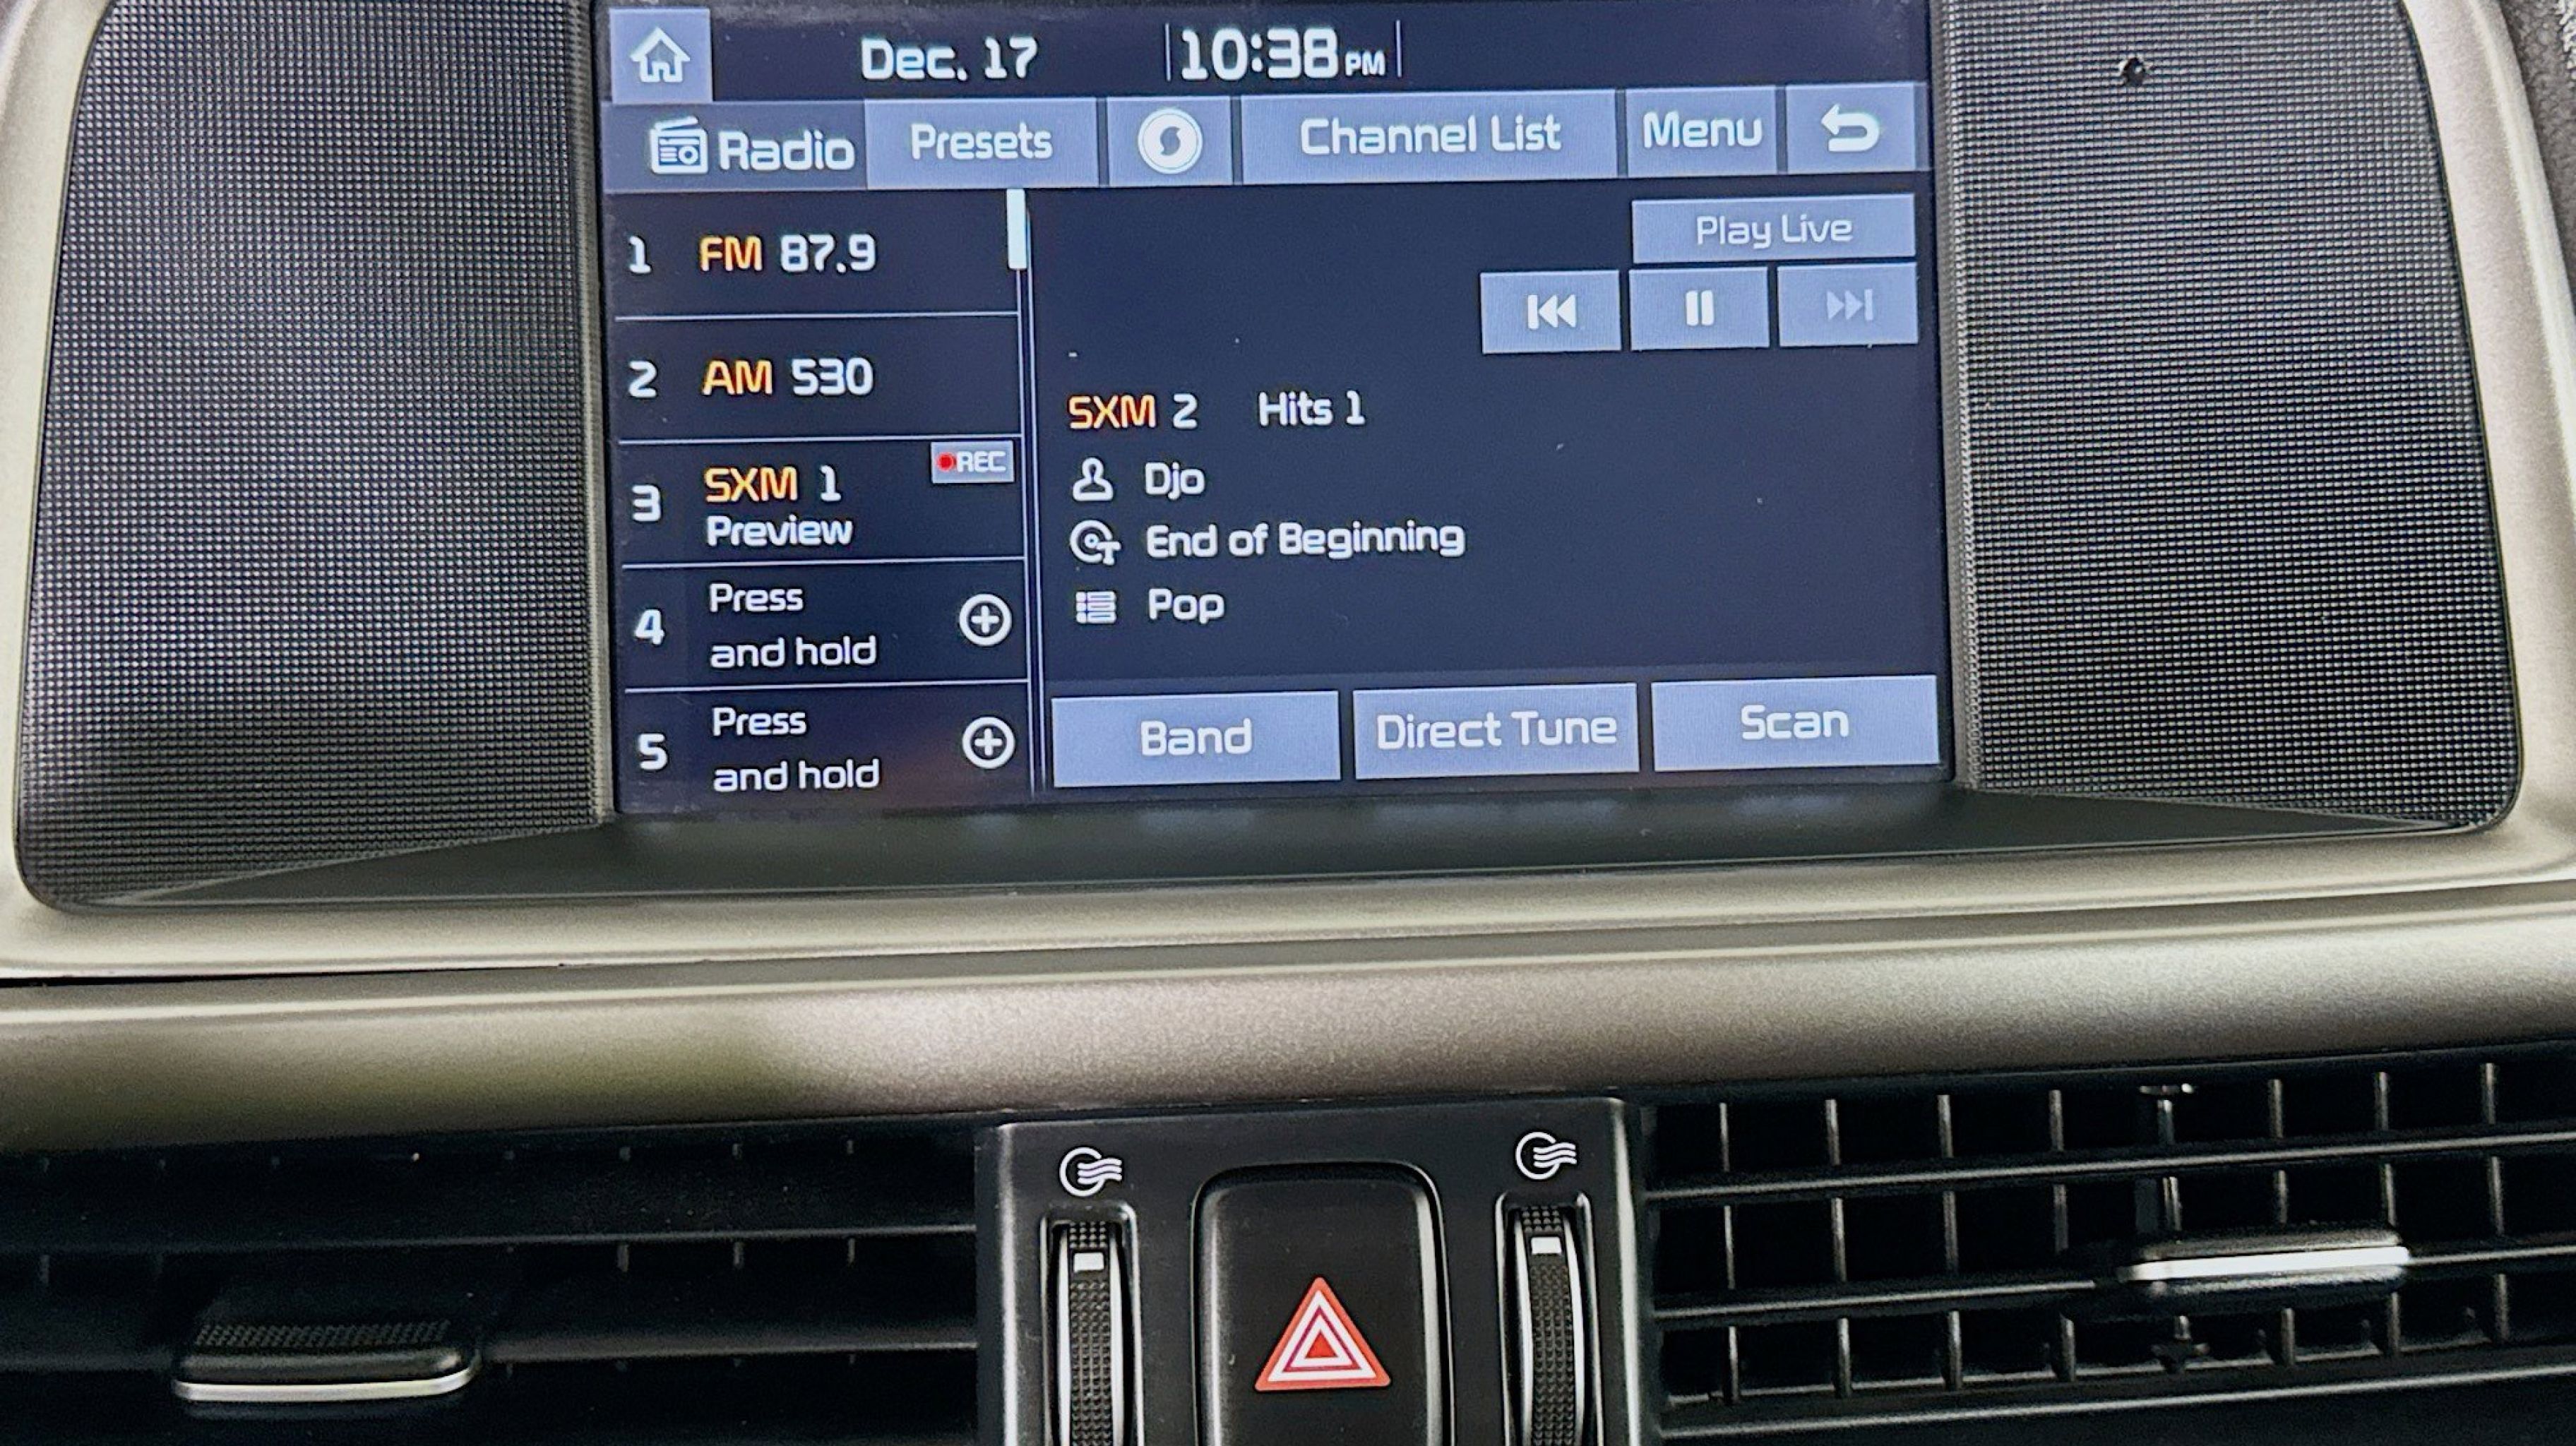 Dec. 17 10:38 PM
Radio Presets Channel List Menu
Play Live
1 FM 87.9
2 AM 530
3 SXM 1 REC
Preview
4 Press
and hold
5 Press
and hold
SXM 2 Hits 1
Djo
End of Beginning
Pop
Band Direct Tune Scan